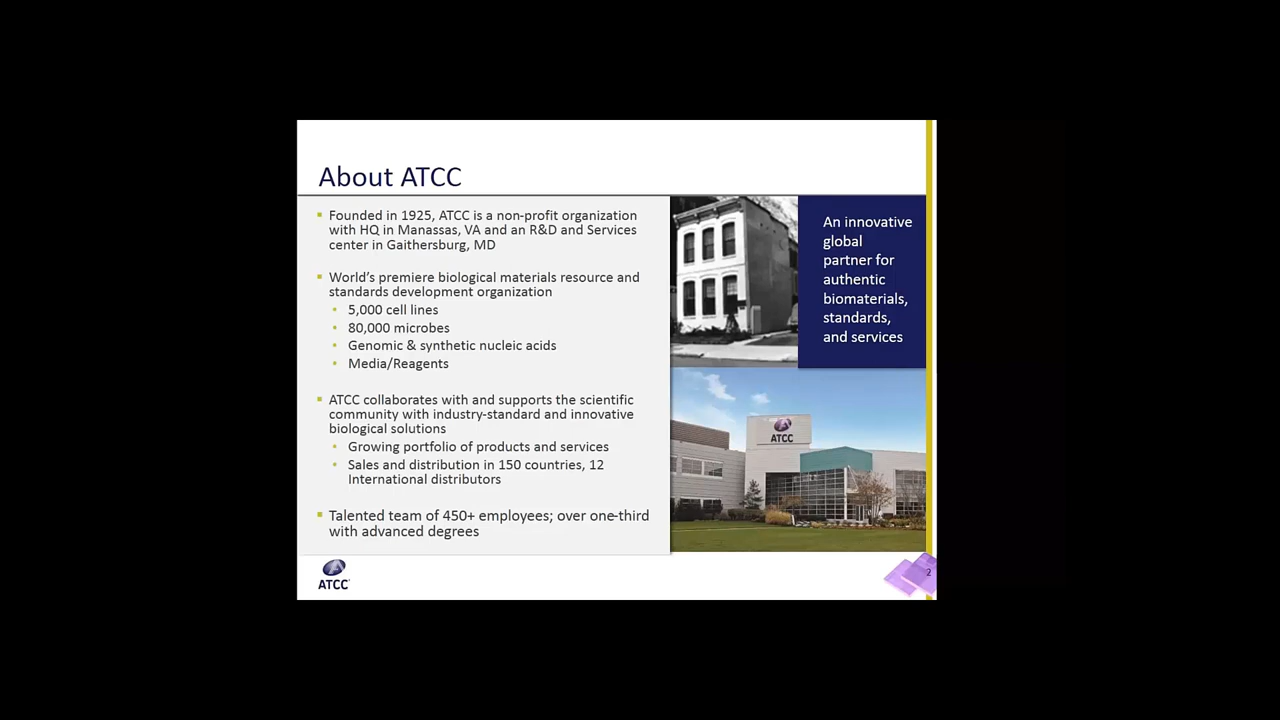 About ATCC
Founded in 1925, ATCC is a non-profit organization
with HQ in Manassas, VA and an R&D and Services
center in Gaithersburg, MD
World's premiere biological materials resource and
standards development organization
5,000 cell lines
80,000 microbes
Genomic & synthetic nucleic acids
Media/Reagents
ATCC collaborates with and supports the scientific
community with industry-standard and innovative
biological solutions
Growing portfolio of products and services
Sales and distribution in 150 countries, 12
International distributors
Talented team of 450+ employees; over one-third
with advanced degrees
An innovative
global
partner for
authentic
biomaterials,
standards,
and services
ATCC
ATCC
2